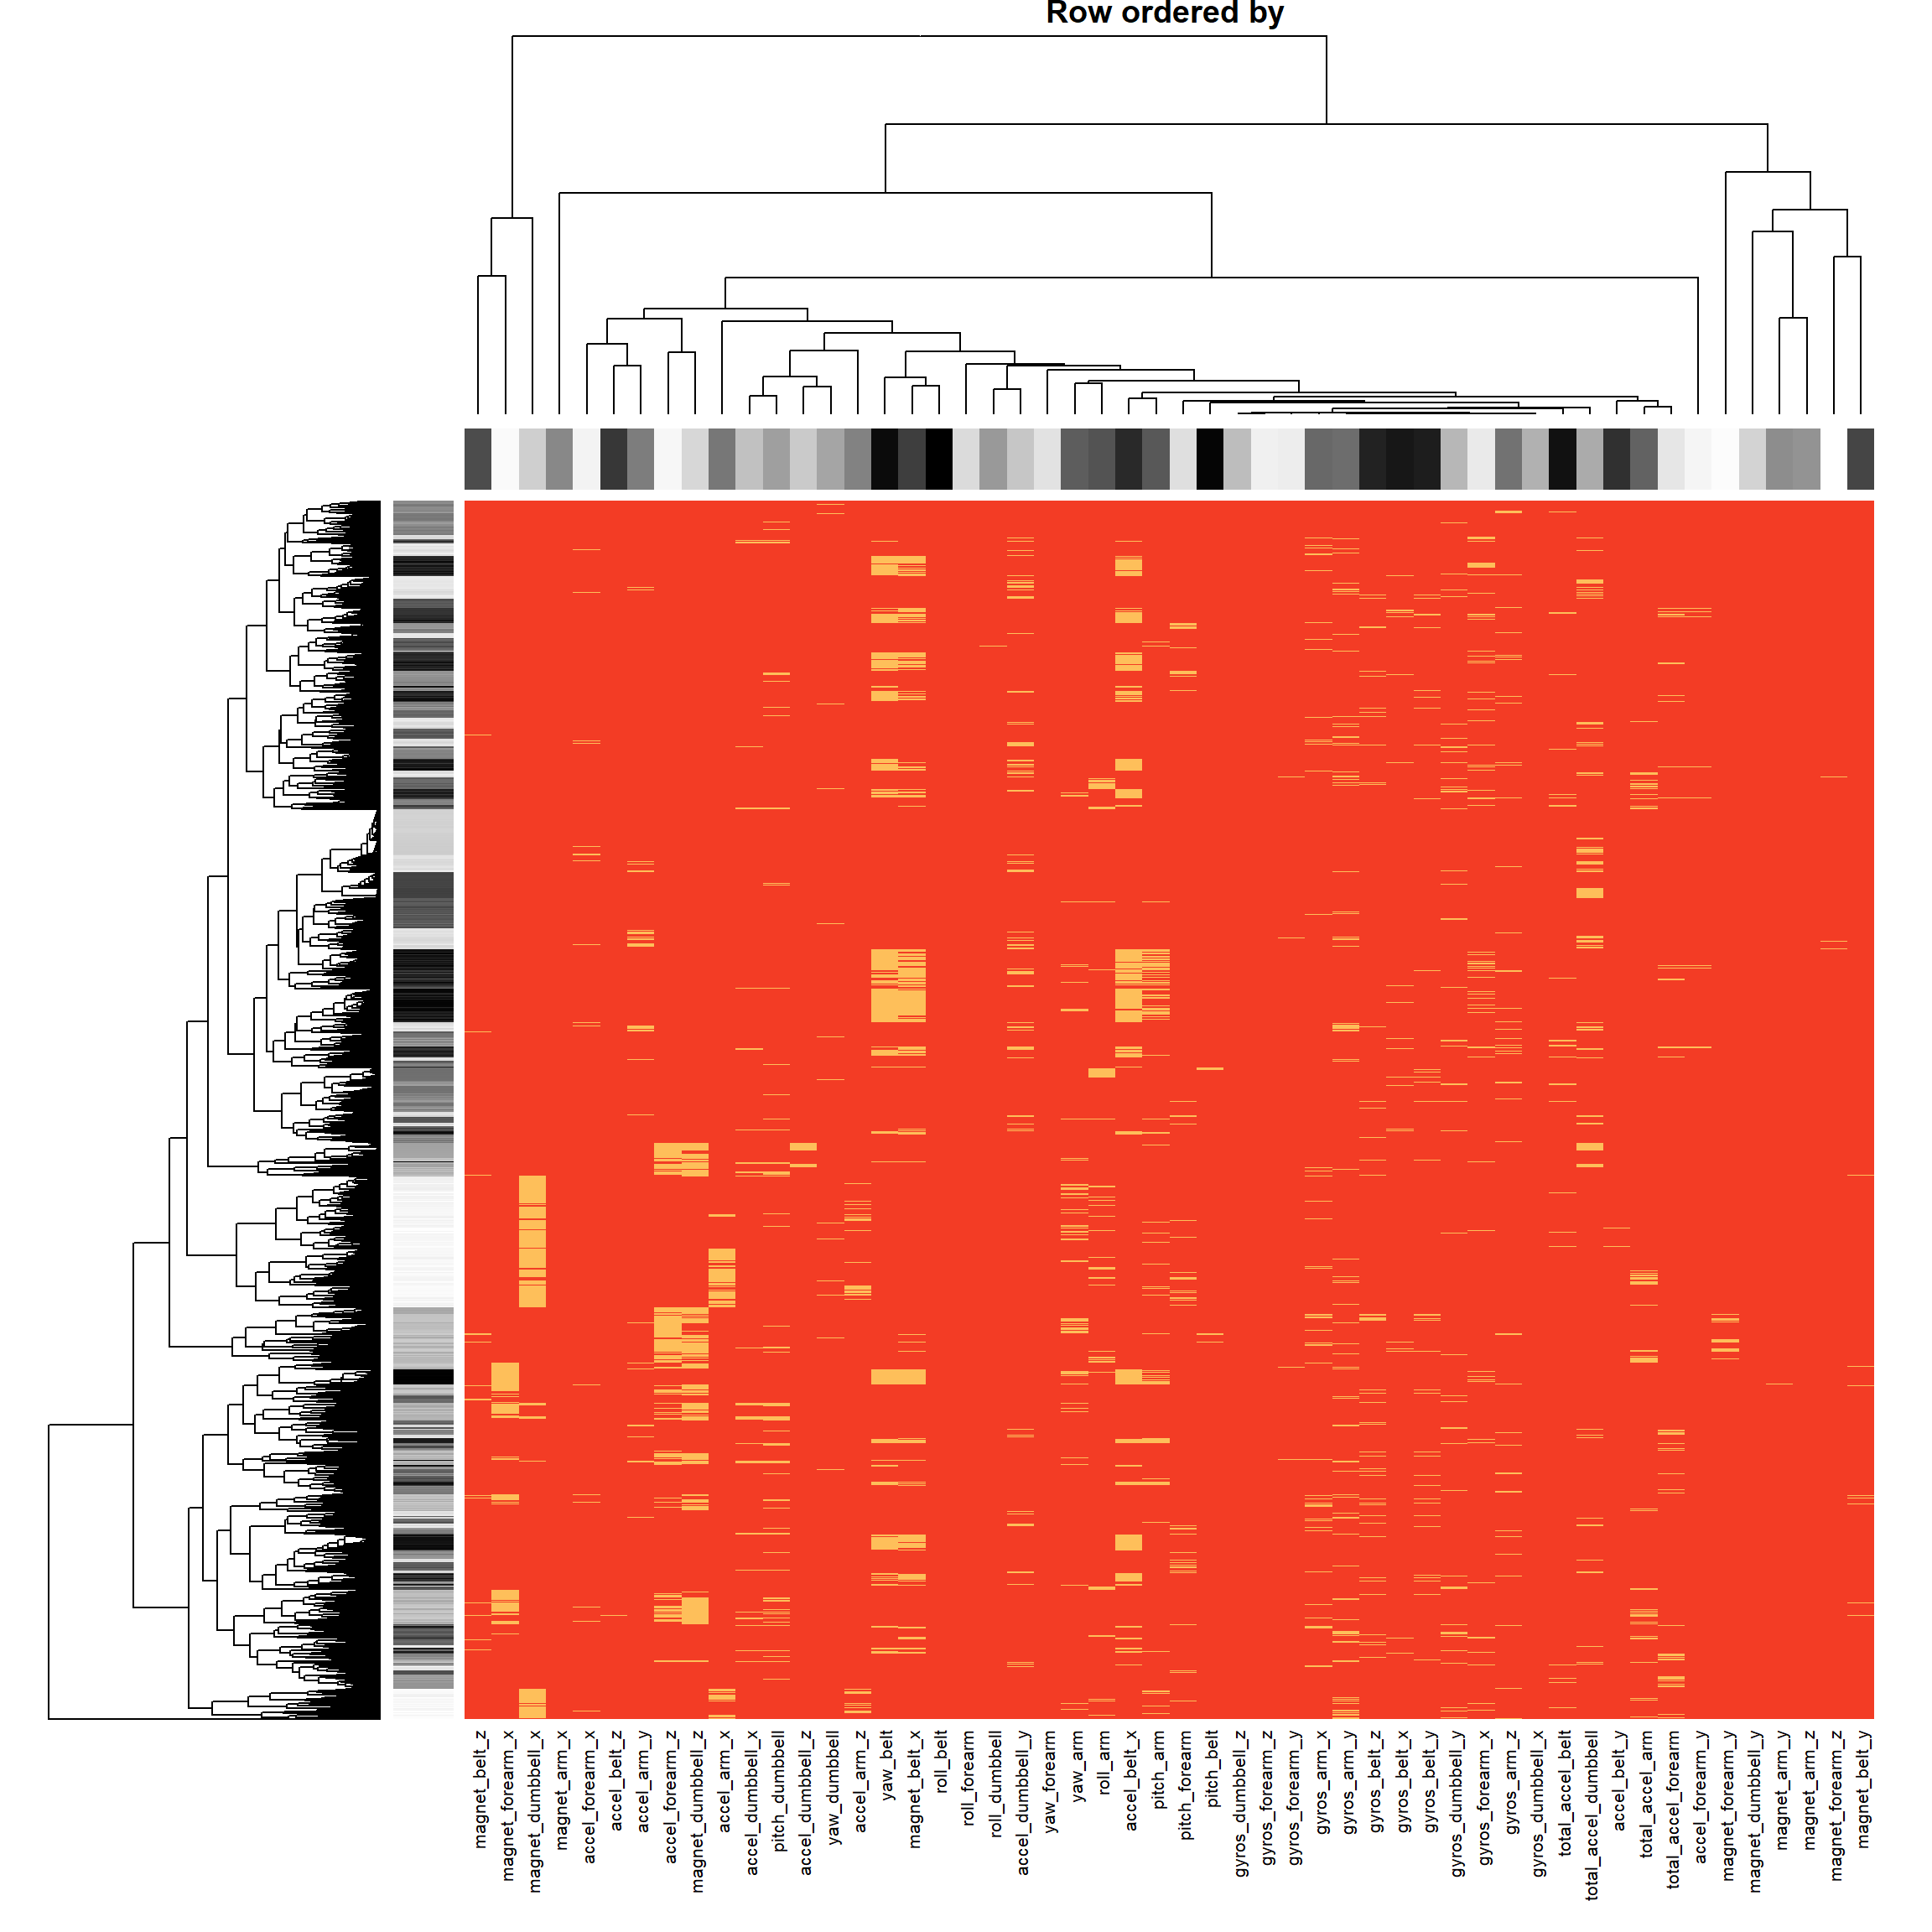 Row ordered by
magnet_belt_z
magnet_forearm_x
magnet_dumbbell_x
magnet_arm_x
accel_forearm_x
accel_belt_z
accel_arm_y
accel_forearm_z
magnet_dumbbell_z
accel_arm_x
accel_dumbbell_x
pitch_dumbbell
accel_dumbbell_z
yaw_dumbbell
accel_arm_z
yaw_belt
magnet_belt_x
roll_belt
roll_forearm
roll_dumbbell
accel_dumbbell_y
yaw_forearm
yaw_arm
roll_arm
accel_belt_x
pitch_arm
pitch_forearm
pitch_belt
gyros_dumbbell_z
gyros_forearm_z
gyros_forearm_y
gyros_arm_x
gyros_arm_y
gyros_belt_z
gyros_belt_x
gyros_belt_y
gyros_dumbbell_y
gyros_forearm_x
gyros_arm_z
gyros_dumbbell_x
total_accel_belt
total_accel_dumbbell
accel_belt_y
total_accel_arm
total_accel_forearm
accel_forearm_y
magnet_forearm_y
magnet_dumbbell_y
magnet_arm_y
magnet_arm_z
magnet_forearm_z
magnet_belt_y